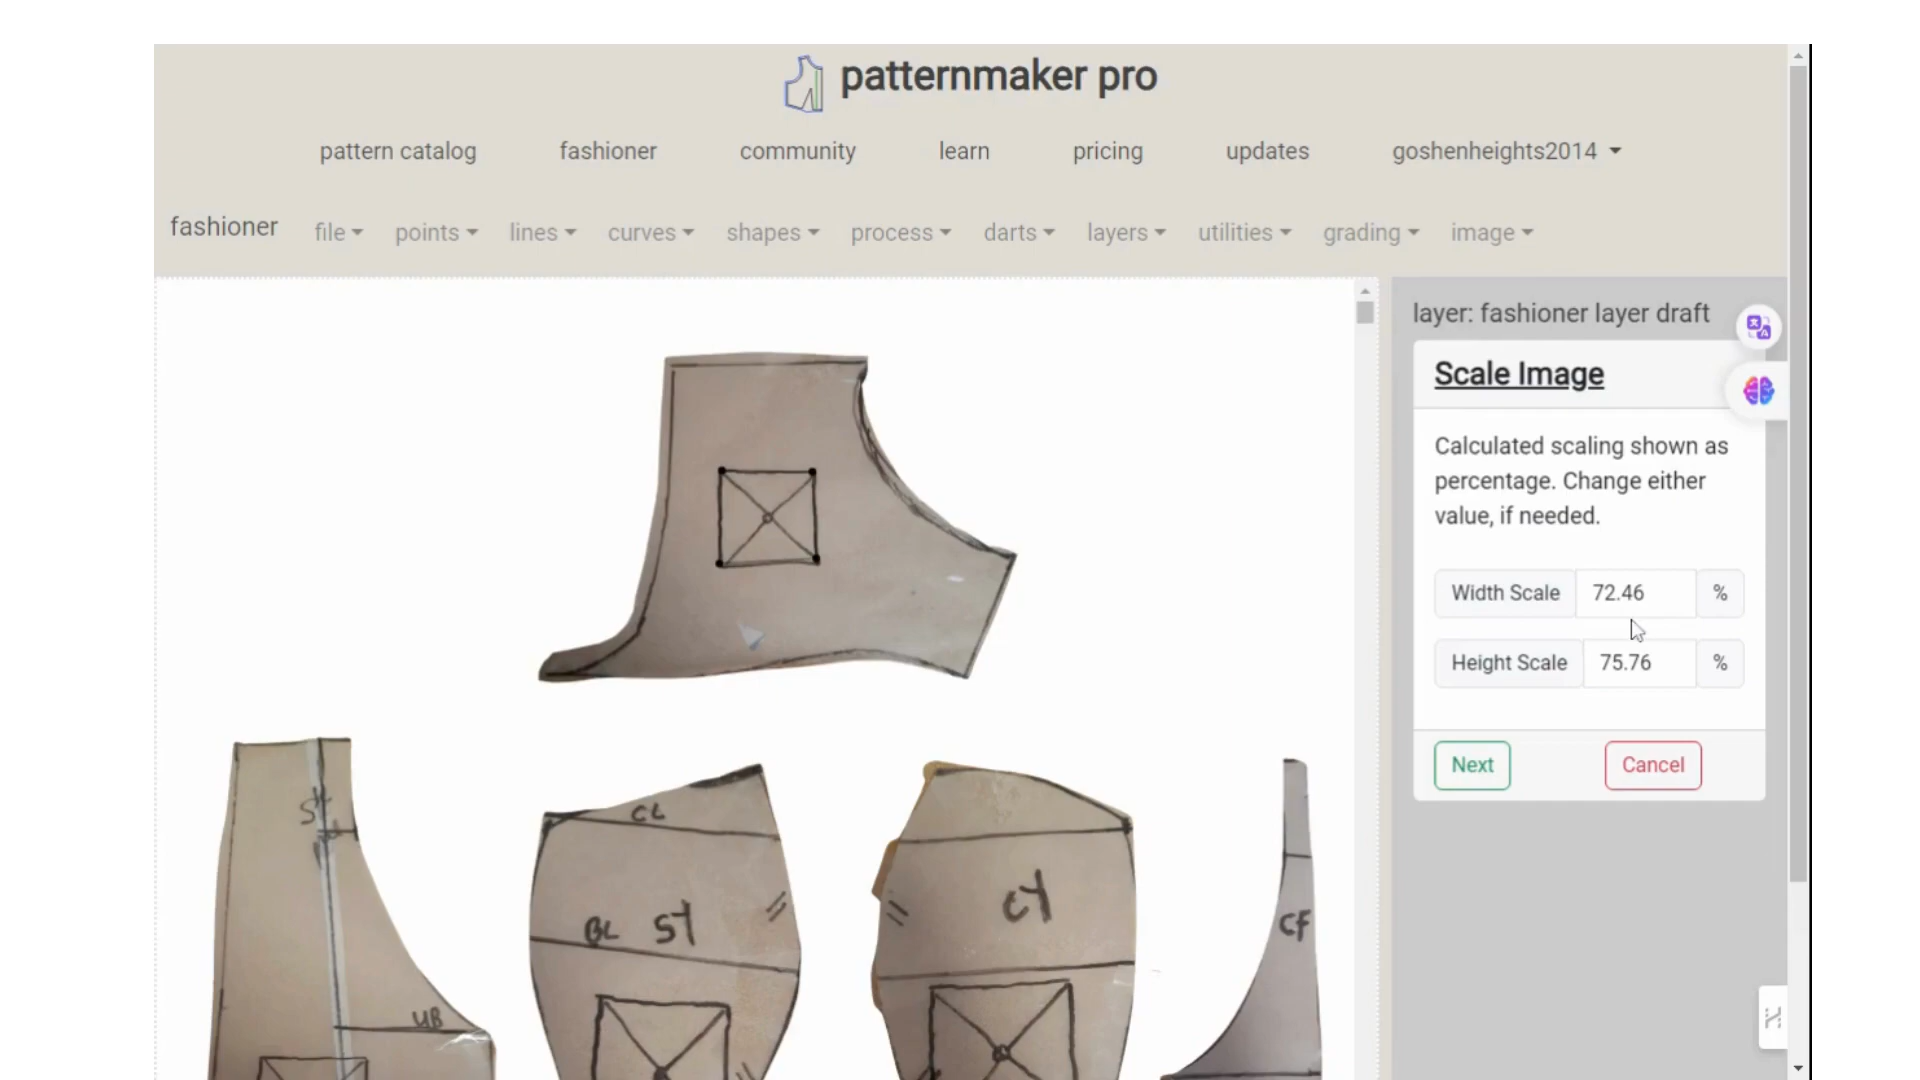 patternmaker pro
pattern catalog fashioner community learn pricing updates goshenheights2014
fashioner file points lines curves shapes process darts layers utilities grading image
layer: fashioner layer draft
Scale Image
Calculated scaling shown as
percentage. Change either
value, if needed.
Width Scale 72.46 %
Height Scale 75.76 %
Next Cancel
CL
BL SY
CY
CF
UB